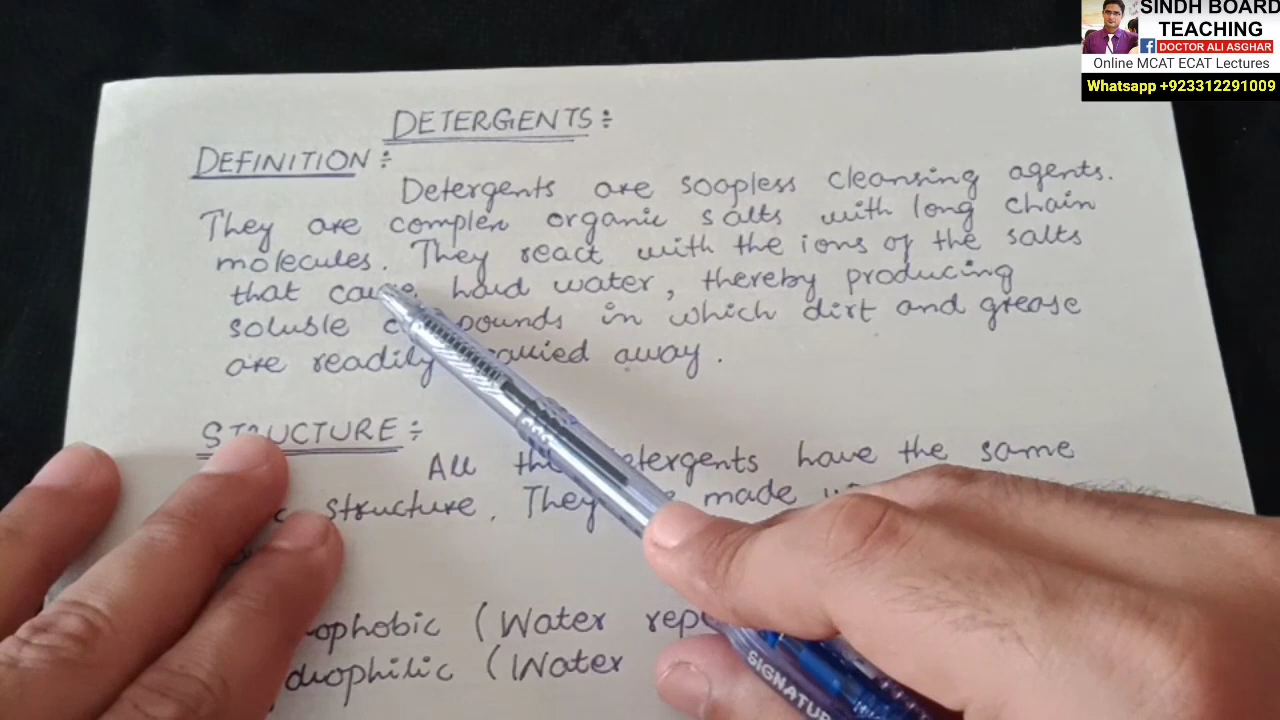 SINDH BOARD
TEACHING
DOCTOR ALI ASGHAR
Online MCAT ECAT Lectures
Whatsapp +923312291009
DETERGENTS:
DEFINITION:
Detergents are soapless cleansing agents.
They are complex organic salts with long chain
molecules. They react with the ions of the salts
that cause hard water, thereby producing
soluble pounds in which dirt and grease
are readily carried away.
STRUCTURE:
All the detergents have the same
structure. They made
ophobic (Water rep
drophilic (Water
SIGNATUR